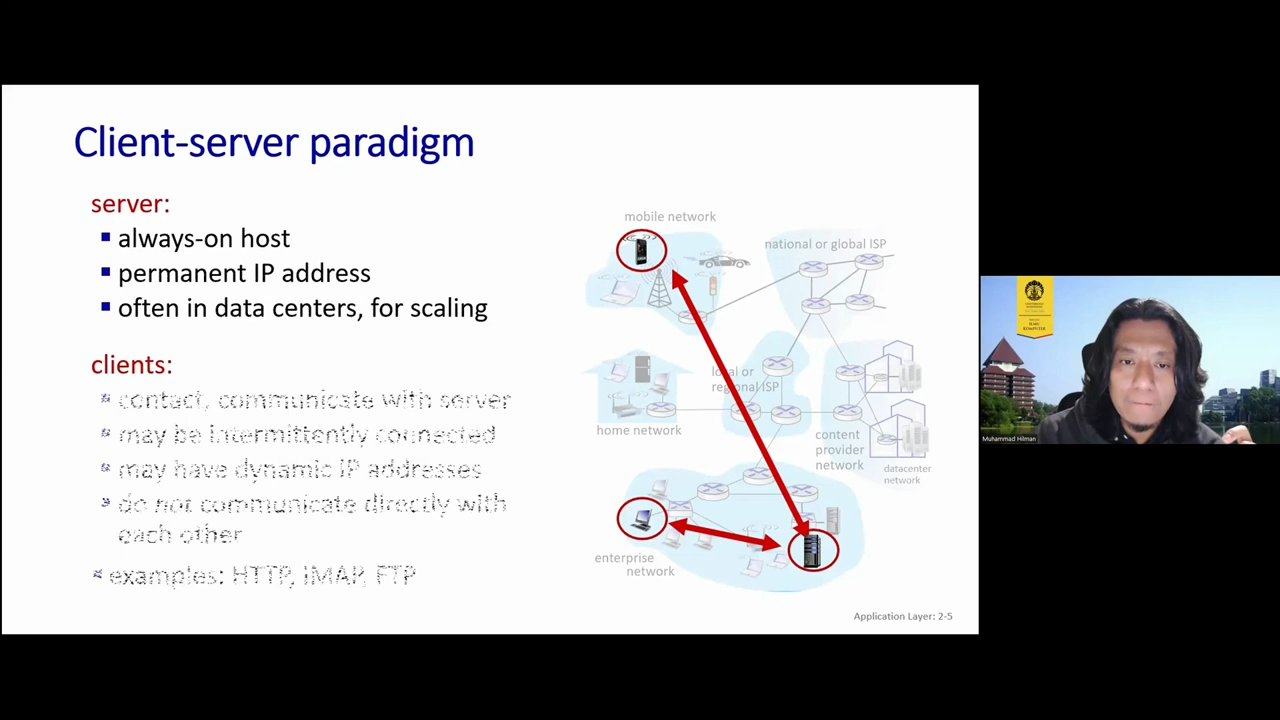 Client-server paradigm
server:
always-on host
permanent IP address
often in data centers, for scaling
clients:
contact, communicate with server
may be intermittently connected
may have dynamic IP addresses
do not communicate directly with
each other
examples: HTTP, IMAP, FTP
mobile network
national or global ISP
local or
regional ISP
home network
content
provider
network
datacenter
network
enterprise
network
Application Layer: 2-5
ILMU
KOMPUTER
Muhammad Hilman